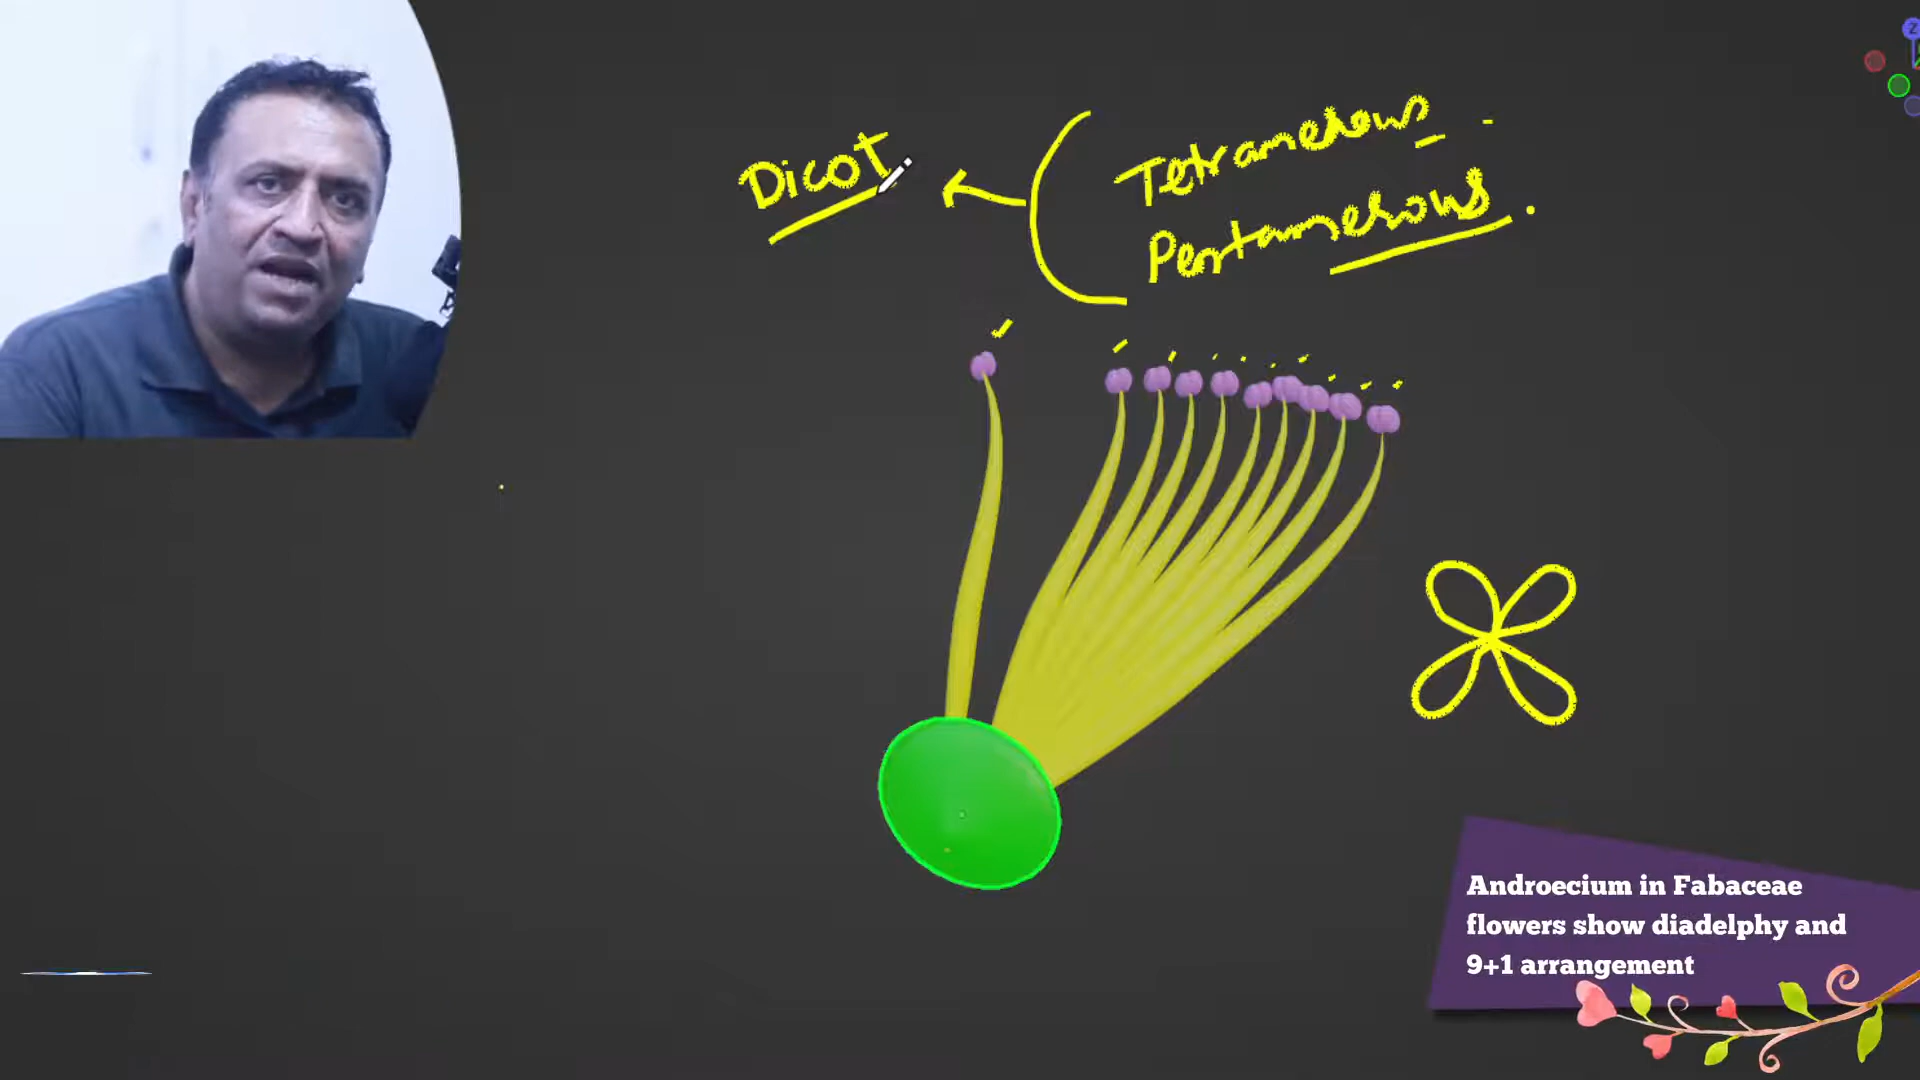 Z
Dicot
Tetramerous
Pentamerous.
Androecium in Fabaceae
flowers show diadelphy and
9+1 arrangement